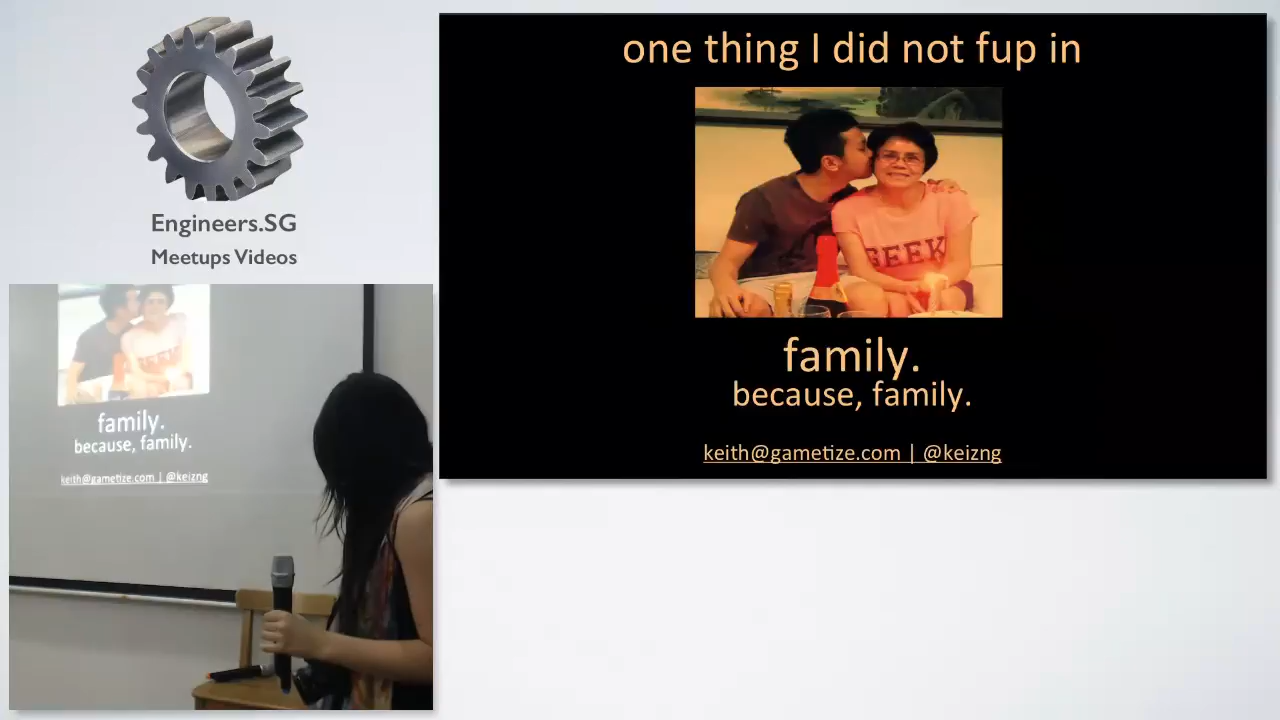 Engineers.SG
Meetups Videos
one thing I did not fup in
GEEK
family.
because, family.
keith@gametize.com | @keizng
GEEK
family.
because, family.
keith@gametize.com | @keizng